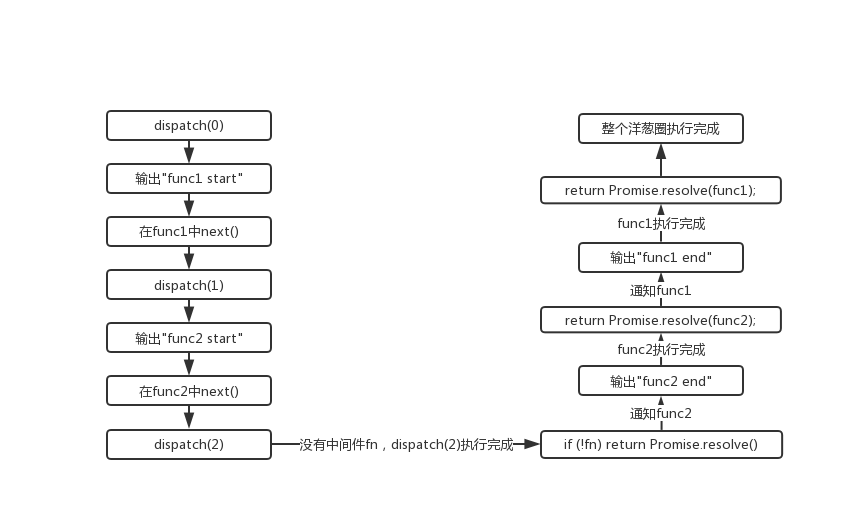 dispatch(0)
输出"func1 start"
在func1中next()
dispatch(1)
输出"func2 start"
在func2中next()
dispatch(2)
没有中间件fn，dispatch(2)执行完成
if (!fn) return Promise.resolve()
通知func2
输出"func2 end"
func2执行完成
return Promise.resolve(func2);
通知func1
输出"func1 end"
func1执行完成
return Promise.resolve(func1);
整个洋葱圈执行完成